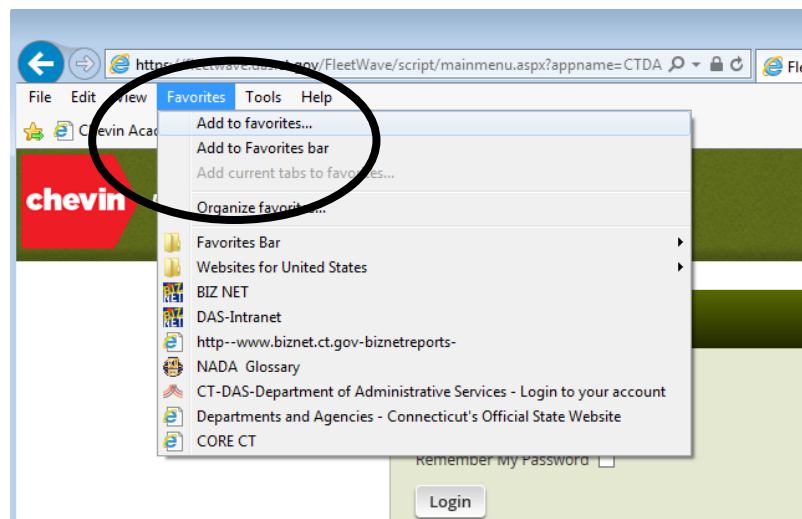 https://fleetwave.das.ct.gov/FleetWave/script/mainmenu.aspx?appname=CTDA
File Edit View Favorites Tools Help
Chevin Acad
Add to favorites...
Add to Favorites bar
Add current tabs to favorites...
chevin
Organize favorites...
Favorites Bar
Websites for United States
BIZ NET
DAS-Intranet
http--www.biznet.ct.gov-biznetreports-
NADA Glossary
CT-DAS-Department of Administrative Services - Login to your account
Departments and Agencies - Connecticut's Official State Website
CORE CT
Remember My Password
Login